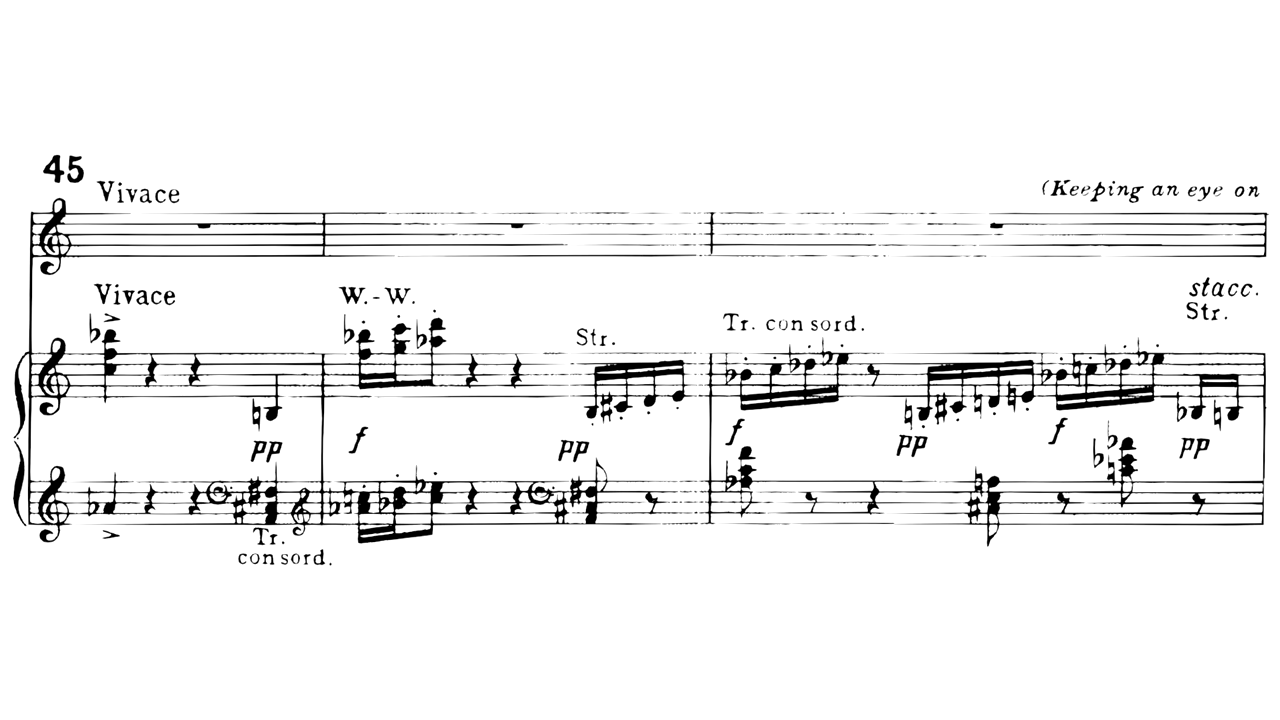 45
Vivace
(Keeping an eye on
Vivace
W.-W.
stacc.
Str.
Str.
Tr. con sord.
pp
f
pp
f
pp
f
pp
Tr.
con sord.